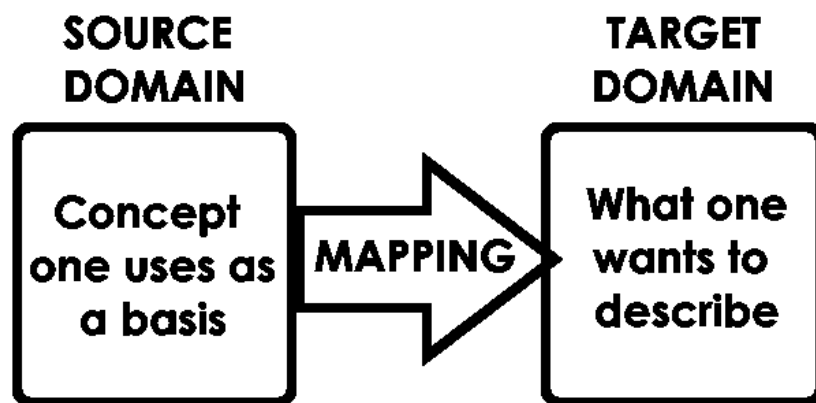 SOURCE
DOMAIN
TARGET
DOMAIN
Concept
one uses as
a basis
MAPPING
What one
wants to
describe